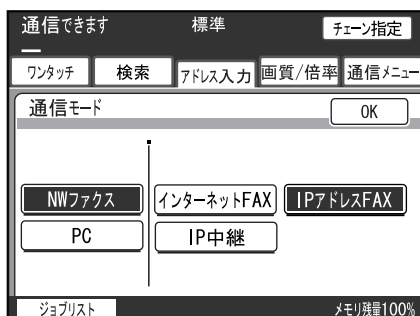 通信できます 標準 チェーン指定
ワンタッチ 検索 アドレス入力 画質/倍率 通信メニュー
通信モード OK
NWファクス インターネットFAX IPアドレスFAX
PC IP中継
ジョブリスト メモリ残量100%